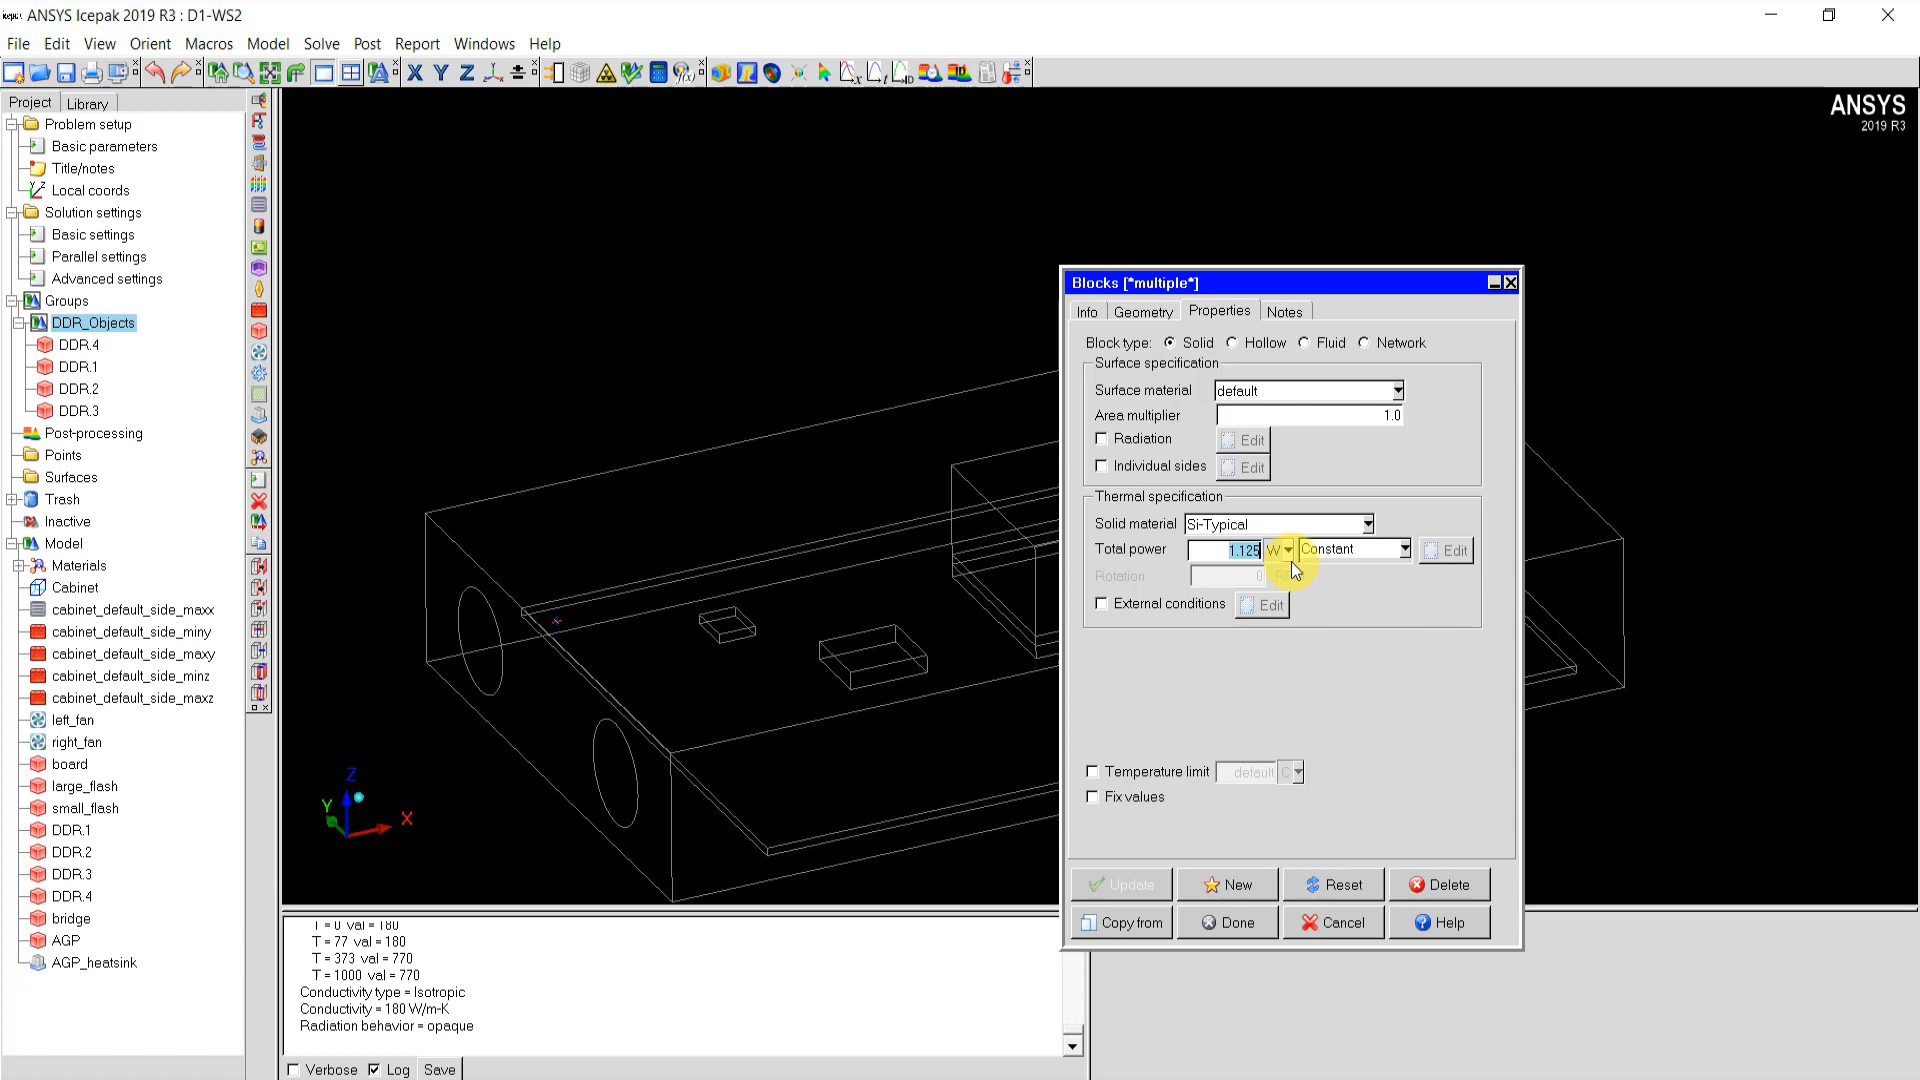 ANSYS Icepak 2019 R3 : D1-WS2
File Edit View Orient Macros Model Solve Post Report Windows Help
X Y Z
Project Library
Problem setup
Basic parameters
Title/notes
Local coords
Solution settings
Basic settings
Parallel settings
Advanced settings
Groups
DDR_Objects
DDR.4
DDR.1
DDR.2
DDR.3
Post-processing
Points
Surfaces
Trash
Inactive
Model
Materials
Cabinet
cabinet_default_side_maxx
cabinet_default_side_miny
cabinet_default_side_maxy
cabinet_default_side_minz
cabinet_default_side_maxz
left_fan
right_fan
board
large_flash
small_flash
DDR.1
DDR.2
DDR.3
DDR.4
bridge
AGP
AGP_heatsink
ANSYS
2019 R3
Z
Y
X
Blocks [*multiple*]
Info Geometry Properties Notes
Block type: Solid Hollow Fluid Network
Surface specification
Surface material default
Area multiplier 1.0
Radiation Edit
Individual sides Edit
Thermal specification
Solid material Si-Typical
Total power 1.125 W Constant Edit
Rotation 0
External conditions Edit
Temperature limit default C
Fix values
Update New Reset Delete
Copy from Done Cancel Help
T = 0 val = 180
T = 77 val = 180
T = 373 val = 770
T = 1000 val = 770
Conductivity type = Isotropic
Conductivity = 180 W/m-K
Radiation behavior = opaque
Verbose Log Save